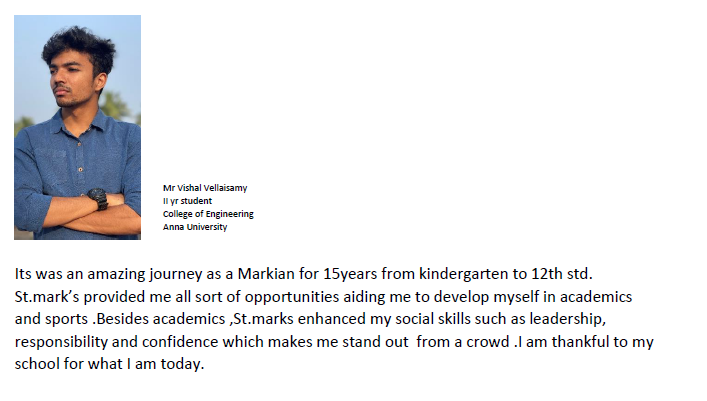 Mr Vishal Vellaisamy
II yr student
College of Engineering
Anna University
Its was an amazing journey as a Markian for 15years from kindergarten to 12th std.
St.mark’s provided me all sort of opportunities aiding me to develop myself in academics
and sports .Besides academics ,St.marks enhanced my social skills such as leadership,
responsibility and confidence which makes me stand out  from a crowd .I am thankful to my
school for what I am today.